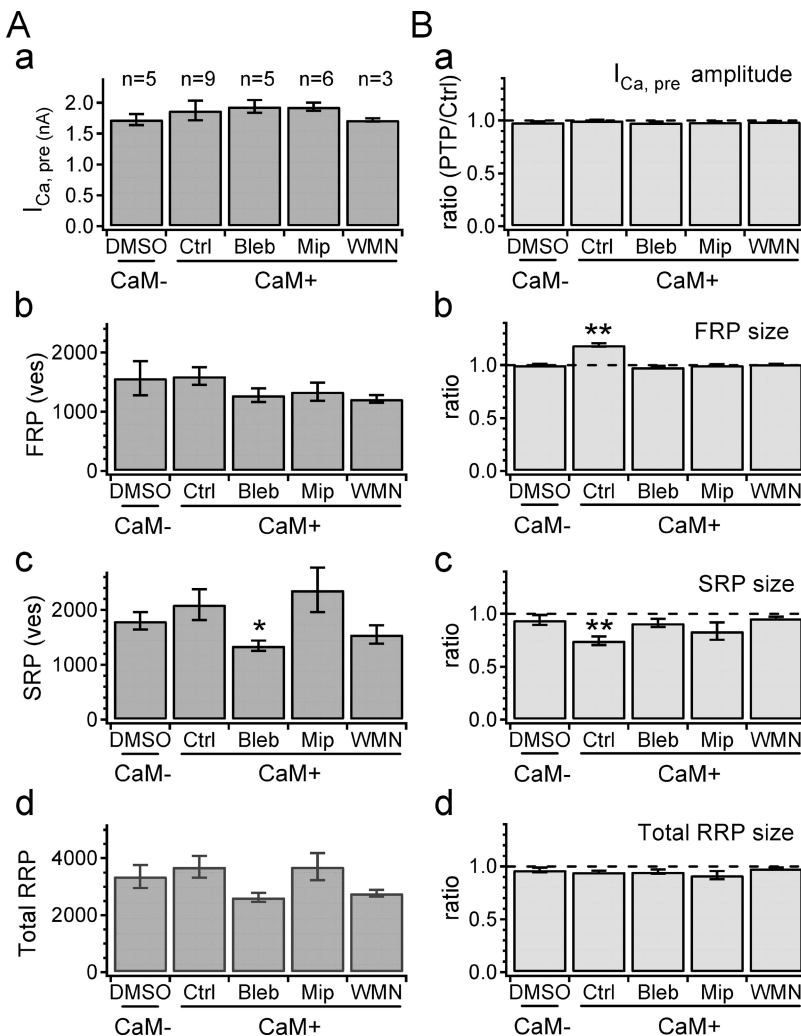 A
B
a
n=5 n=9 n=5 n=6 n=3
I Ca, pre (nA)
2.0
1.5
1.0
0.5
0.0
DMSO Ctrl Bleb Mip WMN
CaM- CaM+
a
I Ca, pre amplitude
ratio (PTP/Ctrl)
1.0
0.5
0.0
DMSO Ctrl Bleb Mip WMN
CaM- CaM+
b
FRP (ves)
2000
1000
0
DMSO Ctrl Bleb Mip WMN
CaM- CaM+
b
FRP size
**
ratio
1.0
0.5
0.0
DMSO Ctrl Bleb Mip WMN
CaM- CaM+
c
SRP (ves)
2000
1000
0
*
DMSO Ctrl Bleb Mip WMN
CaM- CaM+
c
SRP size
**
ratio
1.0
0.5
0.0
DMSO Ctrl Bleb Mip WMN
CaM- CaM+
d
Total RRP
4000
2000
0
DMSO Ctrl Bleb Mip WMN
CaM- CaM+
d
Total RRP size
ratio
1.0
0.5
0.0
DMSO Ctrl Bleb Mip WMN
CaM- CaM+